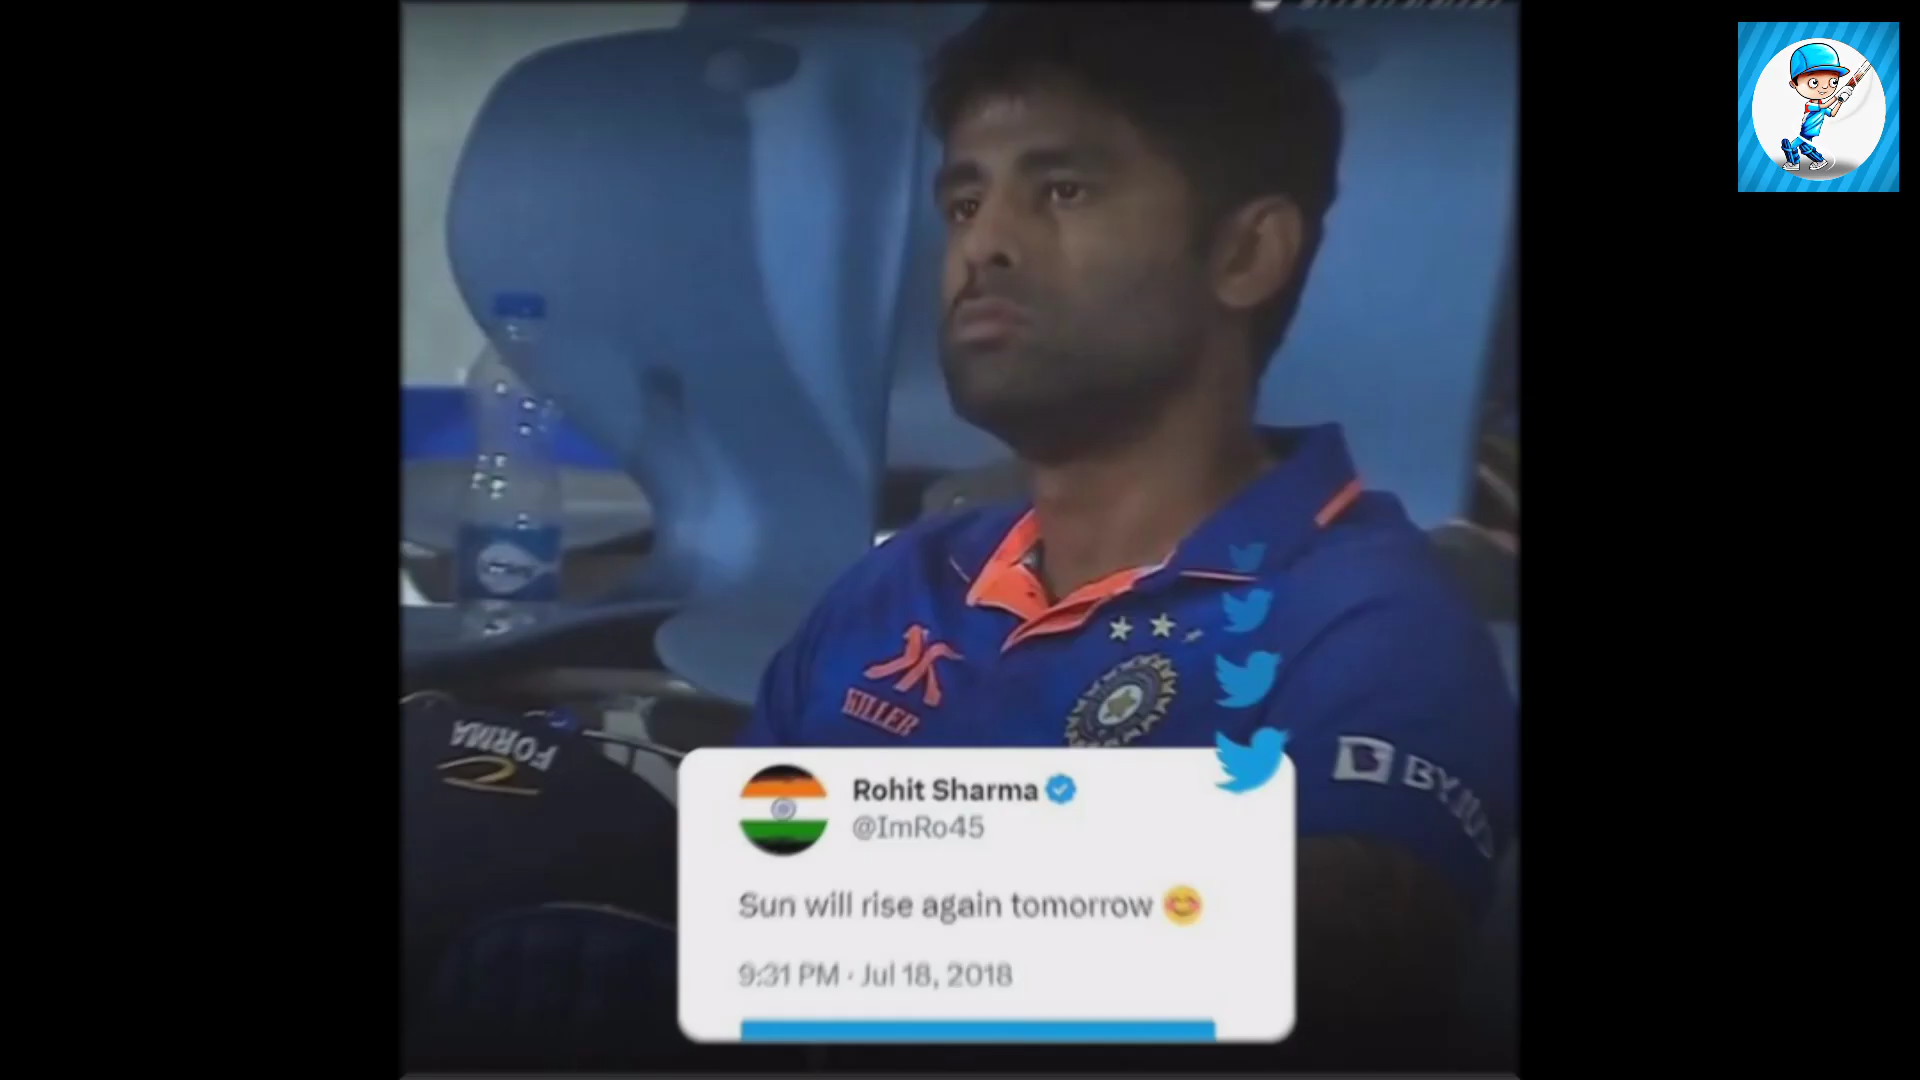 KILLER
FORMA
BYJU'S
Rohit Sharma
@ImRo45
Sun will rise again tomorrow 😊
9:31 PM · Jul 18, 2018